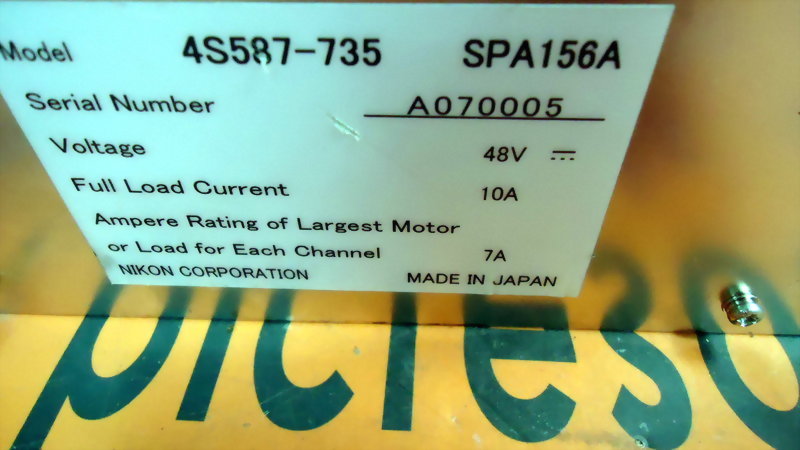 Model 4S587-735 SPA156A
Serial Number A070005
Voltage 48V ⎓
Full Load Current 10A
Ampere Rating of Largest Motor
or Load for Each Channel 7A
NIKON CORPORATION MADE IN JAPAN
picteso